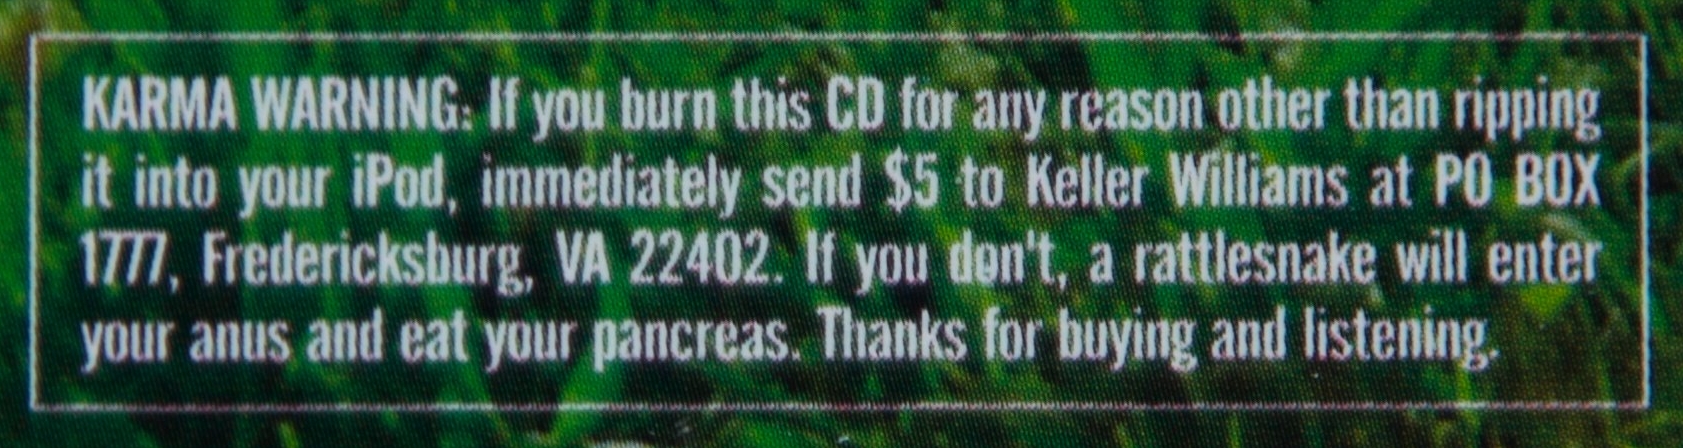 KARMA WARNING: If you burn this CD for any reason other than ripping
it into your iPod, immediately send $5 to Keller Williams at PO BOX
1777, Fredericksburg, VA 22402. If you don't, a rattlesnake will enter
your anus and eat your pancreas. Thanks for buying and listening.